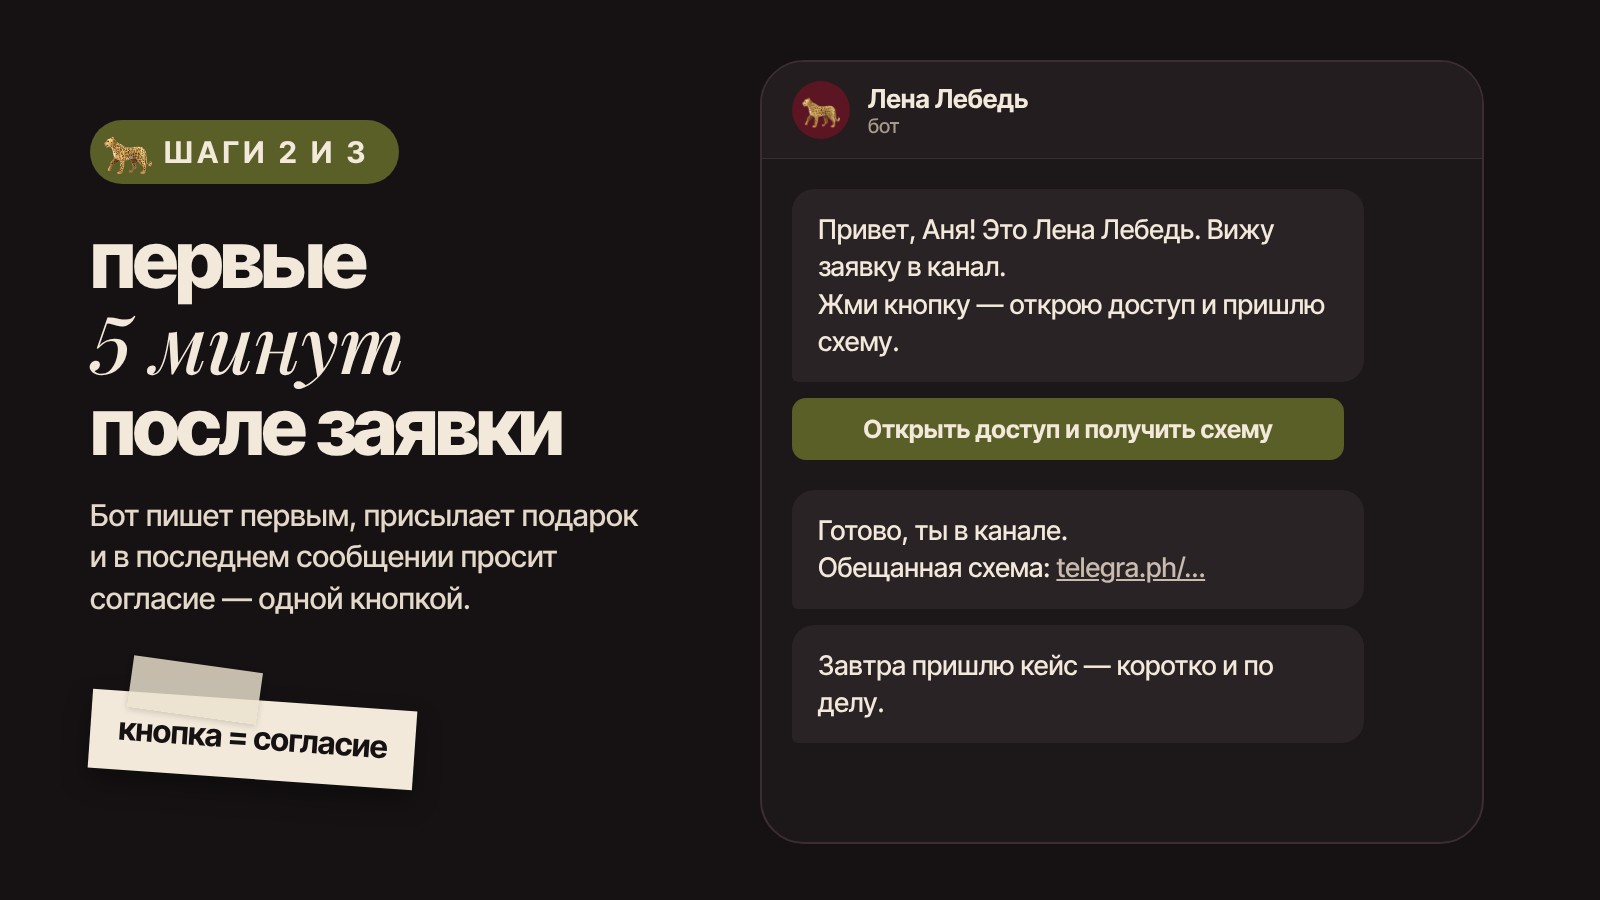 ШАГИ 2 И 3
первые
5 минут
после заявки
Бот пишет первым, присылает подарок
и в последнем сообщении просит
согласие — одной кнопкой.
кнопка = согласие
Лена Лебедь
бот
Привет, Аня! Это Лена Лебедь. Вижу
заявку в канал.
Жми кнопку — открою доступ и пришлю
схему.
Открыть доступ и получить схему
Готово, ты в канале.
Обещанная схема: telegra.ph/...
Завтра пришлю кейс — коротко и по
делу.